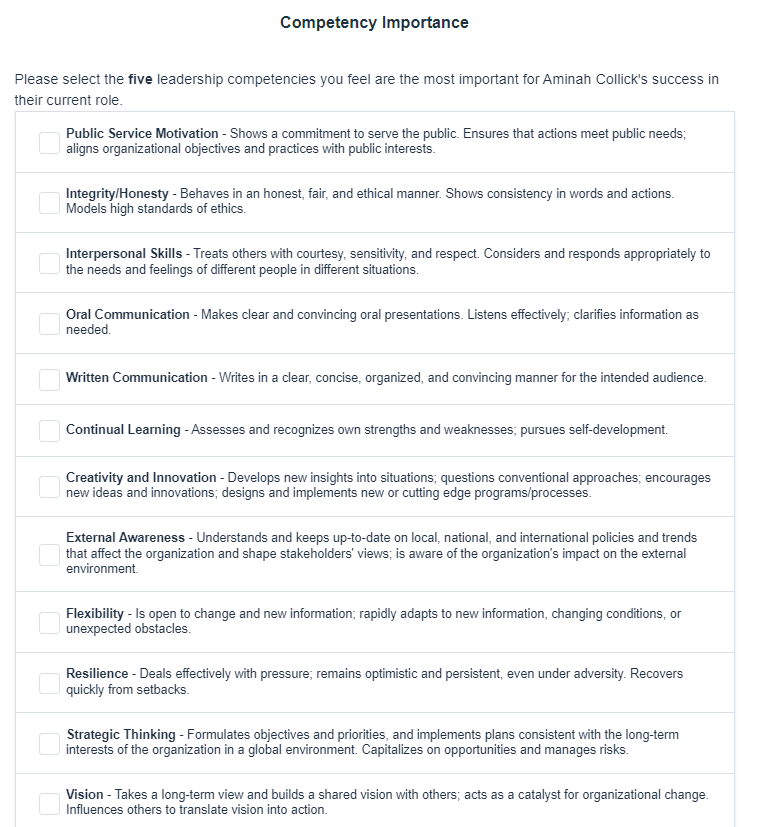 Competency Importance
Please select the five leadership competencies you feel are the most important for Aminah Collick's success in
their current role.
Public Service Motivation - Shows a commitment to serve the public. Ensures that actions meet public needs;
aligns organizational objectives and practices with public interests.
Integrity/Honesty - Behaves in an honest, fair, and ethical manner. Shows consistency in words and actions.
Models high standards of ethics.
Interpersonal Skills - Treats others with courtesy, sensitivity, and respect. Considers and responds appropriately to
the needs and feelings of different people in different situations.
Oral Communication - Makes clear and convincing oral presentations. Listens effectively; clarifies information as
needed.
Written Communication - Writes in a clear, concise, organized, and convincing manner for the intended audience.
Continual Learning - Assesses and recognizes own strengths and weaknesses; pursues self-development.
Creativity and Innovation - Develops new insights into situations; questions conventional approaches; encourages
new ideas and innovations; designs and implements new or cutting edge programs/processes.
External Awareness - Understands and keeps up-to-date on local, national, and international policies and trends
that affect the organization and shape stakeholders' views; is aware of the organization's impact on the external
environment.
Flexibility - Is open to change and new information; rapidly adapts to new information, changing conditions, or
unexpected obstacles.
Resilience - Deals effectively with pressure; remains optimistic and persistent, even under adversity. Recovers
quickly from setbacks.
Strategic Thinking - Formulates objectives and priorities, and implements plans consistent with the long-term
interests of the organization in a global environment. Capitalizes on opportunities and manages risks.
Vision - Takes a long-term view and builds a shared vision with others; acts as a catalyst for organizational change.
Influences others to translate vision into action.